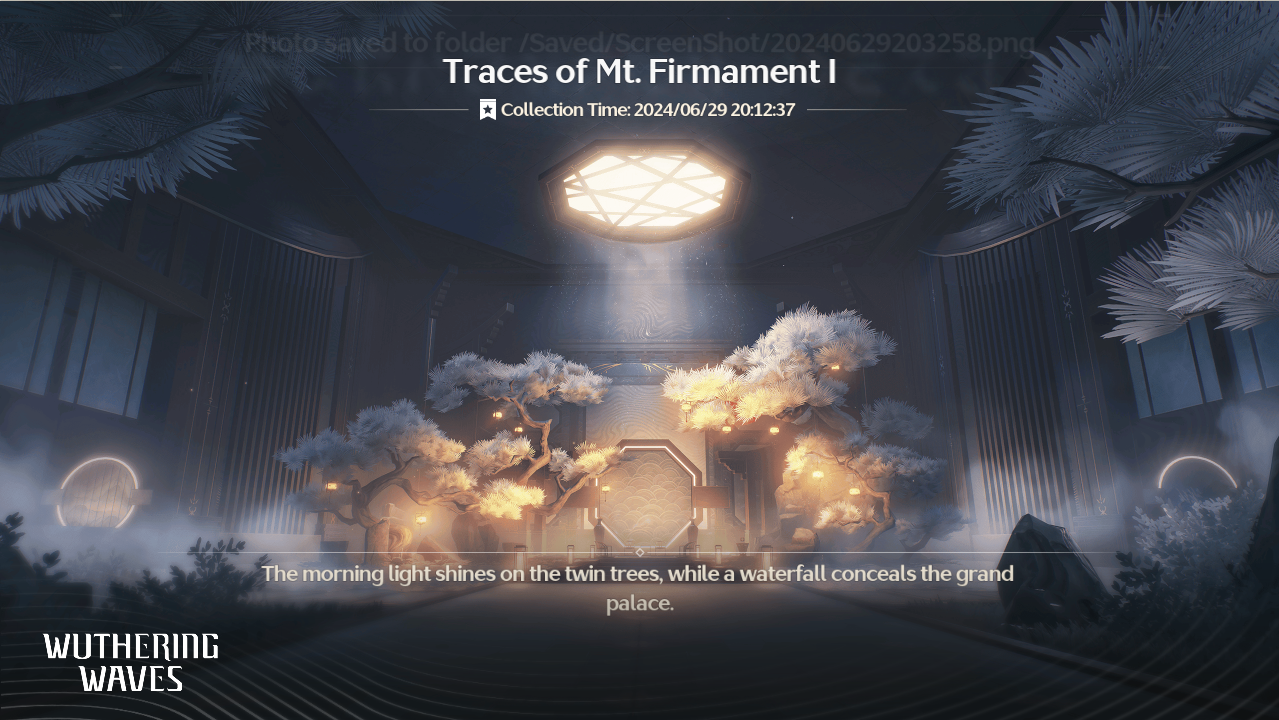 Photo saved to folder /Saved/ScreenShot/20240629203258.png
Traces of Mt. Firmament I
Collection Time: 2024/06/29 20:12:37
The morning light shines on the twin trees, while a waterfall conceals the grand
palace.
WUTHERING
WAVES